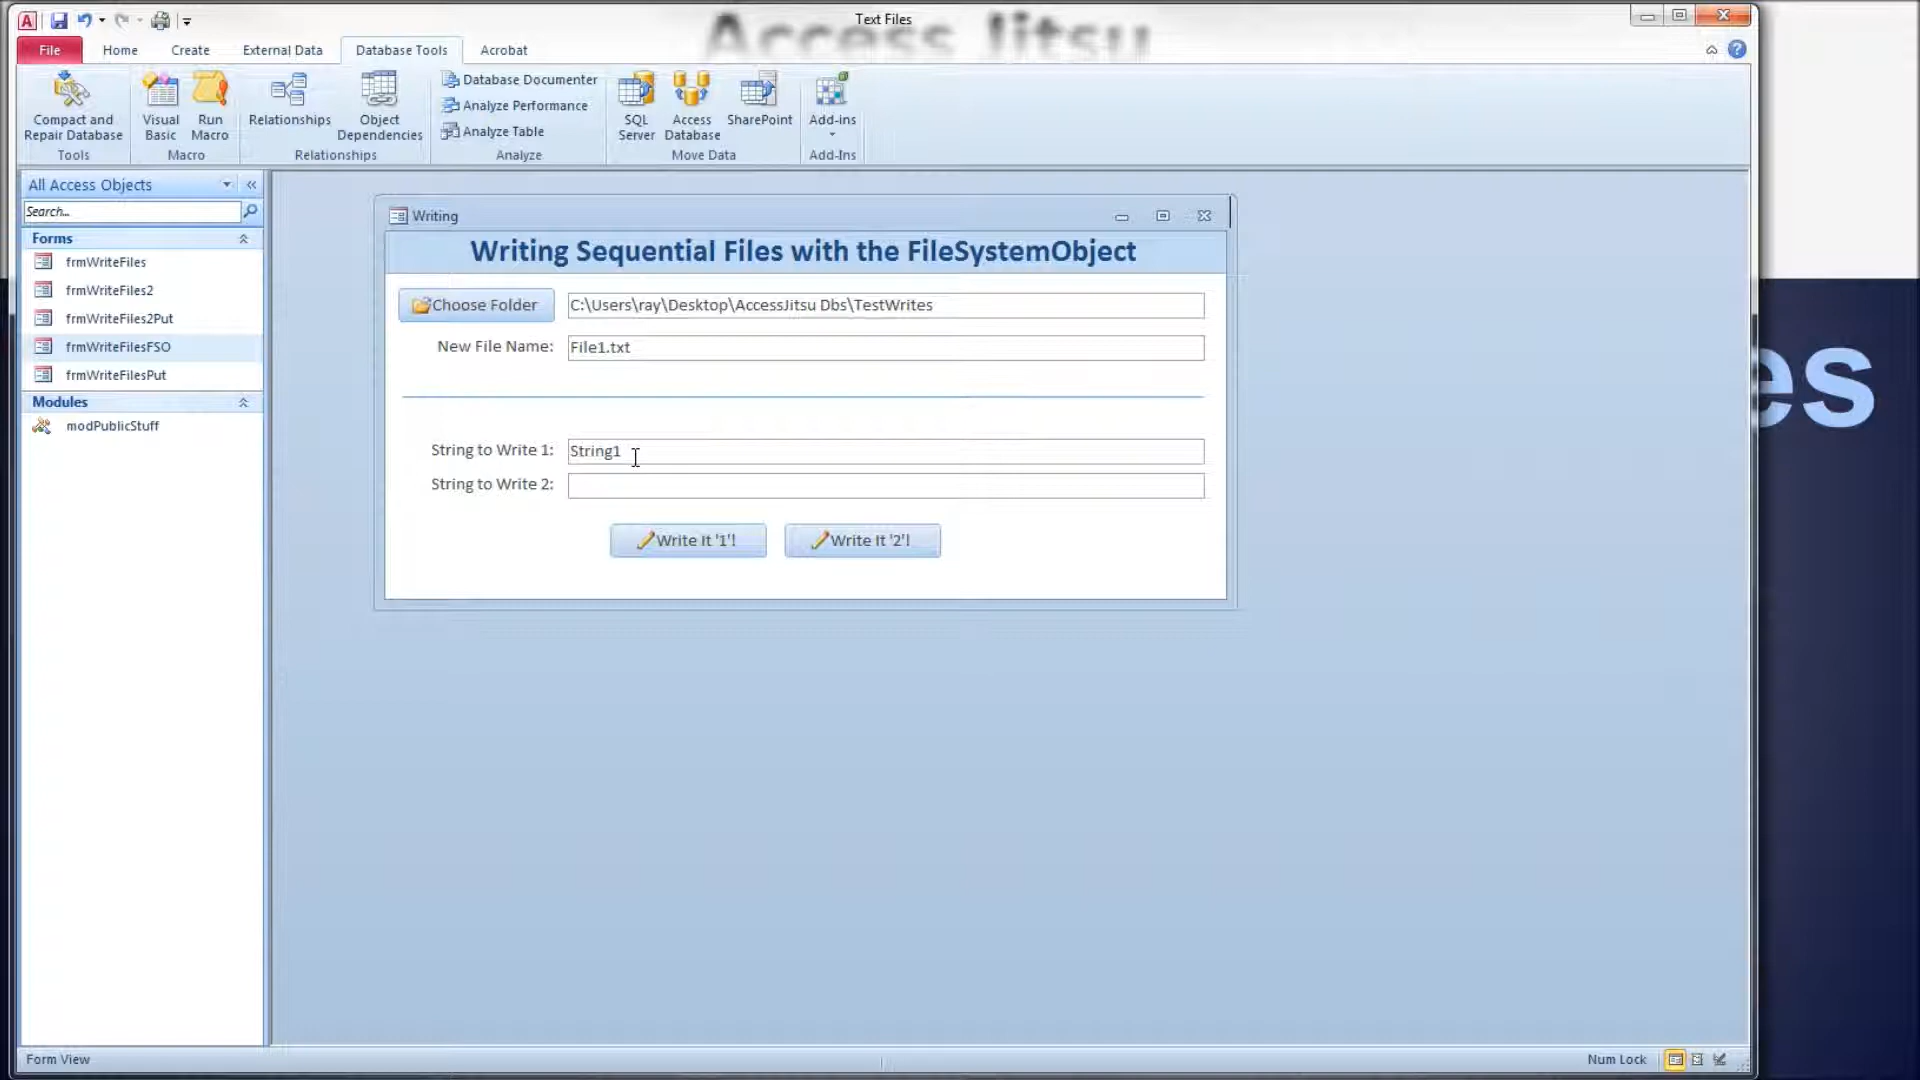 Access Jitsu
Text Files
File
Home
Create
External Data
Database Tools
Acrobat
Compact and
Repair Database
Tools
Visual
Basic
Run
Macro
Macro
Relationships
Object
Dependencies
Relationships
Database Documenter
Analyze Performance
Analyze Table
Analyze
SQL
Server
Access
Database
SharePoint
Move Data
Add-ins
Add-Ins
All Access Objects
Search...
Forms
frmWriteFiles
frmWriteFiles2
frmWriteFiles2Put
frmWriteFilesFSO
frmWriteFilesPut
Modules
modPublicStuff
Writing
Writing Sequential Files with the FileSystemObject
Choose Folder
C:\Users\ray\Desktop\AccessJitsu Dbs\TestWrites
New File Name:
File1.txt
String to Write 1:
String1
String to Write 2:
Write It '1'!
Write It '2'!
es
Form View
Num Lock